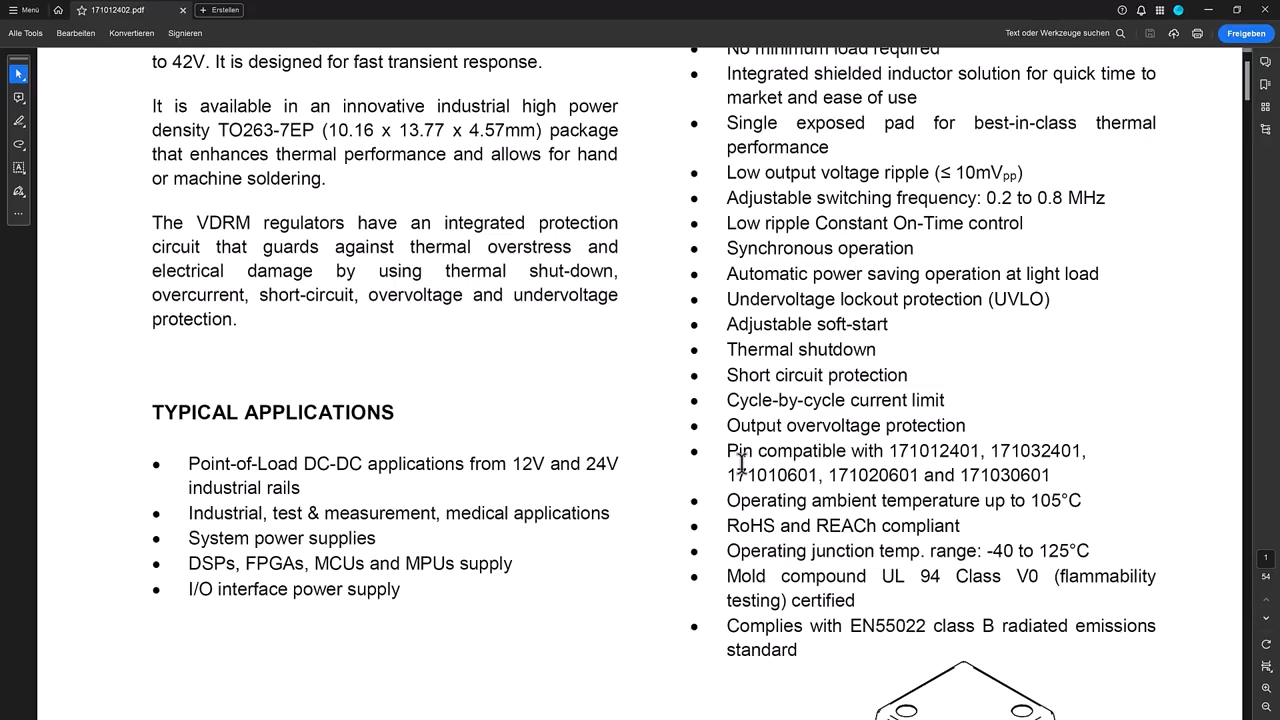 Menü
171012402.pdf
Erstellen
Alle Tools
Bearbeiten
Konvertieren
Signieren
Text oder Werkzeuge suchen
Freigeben
to 42V. It is designed for fast transient response.
It is available in an innovative industrial high power
density TO263-7EP (10.16 x 13.77 x 4.57mm) package
that enhances thermal performance and allows for hand
or machine soldering.
The VDRM regulators have an integrated protection
circuit that guards against thermal overstress and
electrical damage by using thermal shut-down,
overcurrent, short-circuit, overvoltage and undervoltage
protection.
TYPICAL APPLICATIONS
• Point-of-Load DC-DC applications from 12V and 24V
industrial rails
• Industrial, test & measurement, medical applications
• System power supplies
• DSPs, FPGAs, MCUs and MPUs supply
• I/O interface power supply
• No minimum load required
• Integrated shielded inductor solution for quick time to
market and ease of use
• Single exposed pad for best-in-class thermal
performance
• Low output voltage ripple (≤ 10mVpp)
• Adjustable switching frequency: 0.2 to 0.8 MHz
• Low ripple Constant On-Time control
• Synchronous operation
• Automatic power saving operation at light load
• Undervoltage lockout protection (UVLO)
• Adjustable soft-start
• Thermal shutdown
• Short circuit protection
• Cycle-by-cycle current limit
• Output overvoltage protection
• Pin compatible with 171012401, 171032401,
171010601, 171020601 and 171030601
• Operating ambient temperature up to 105°C
• RoHS and REACh compliant
• Operating junction temp. range: -40 to 125°C
• Mold compound UL 94 Class V0 (flammability
testing) certified
• Complies with EN55022 class B radiated emissions
standard
1
54